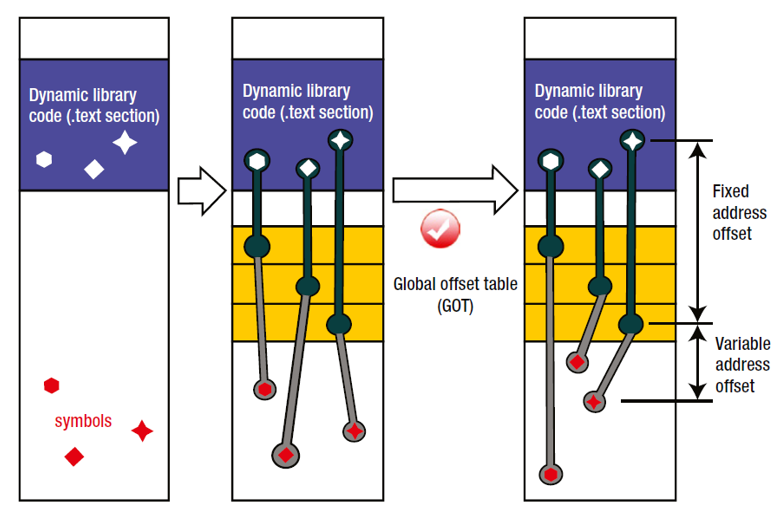 Dynamic library
code (.text section)
symbols
Dynamic library
code (.text section)
Global offset table
(GOT)
Dynamic library
code (.text section)
Fixed
address
offset
Variable
address
offset